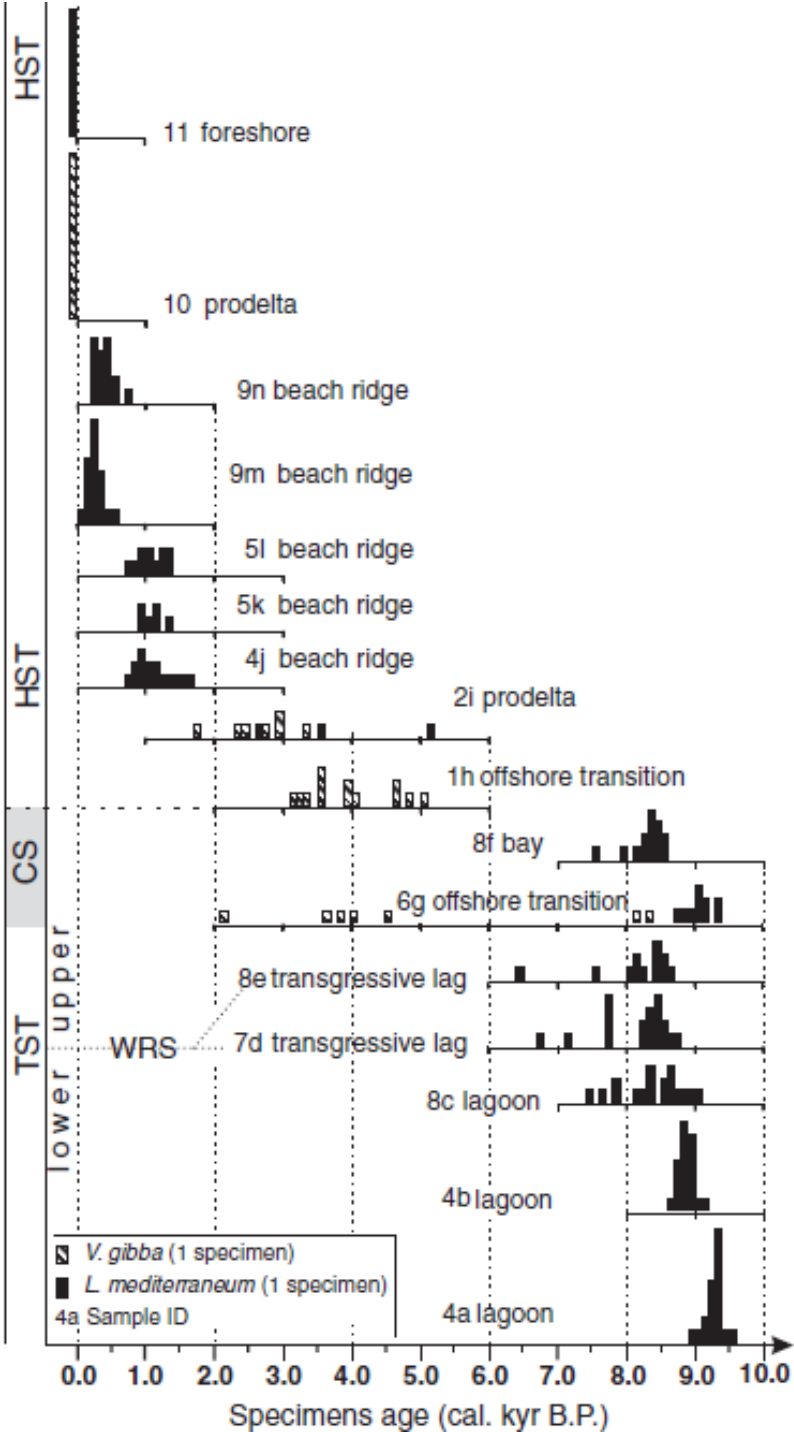 HST
11 foreshore
10 prodelta
9n beach ridge
9m beach ridge
5l beach ridge
5k beach ridge
HST
4j beach ridge
2i prodelta
1h offshore transition
CS
8f bay
6g offshore transition
TST
lower upper
8e transgressive lag
WRS
7d transgressive lag
8c lagoon
4b lagoon
V. gibba (1 specimen)
L. mediterraneum (1 specimen)
4a Sample ID
4a lagoon
0.0 1.0 2.0 3.0 4.0 5.0 6.0 7.0 8.0 9.0 10.0
Specimens age (cal. kyr B.P.)